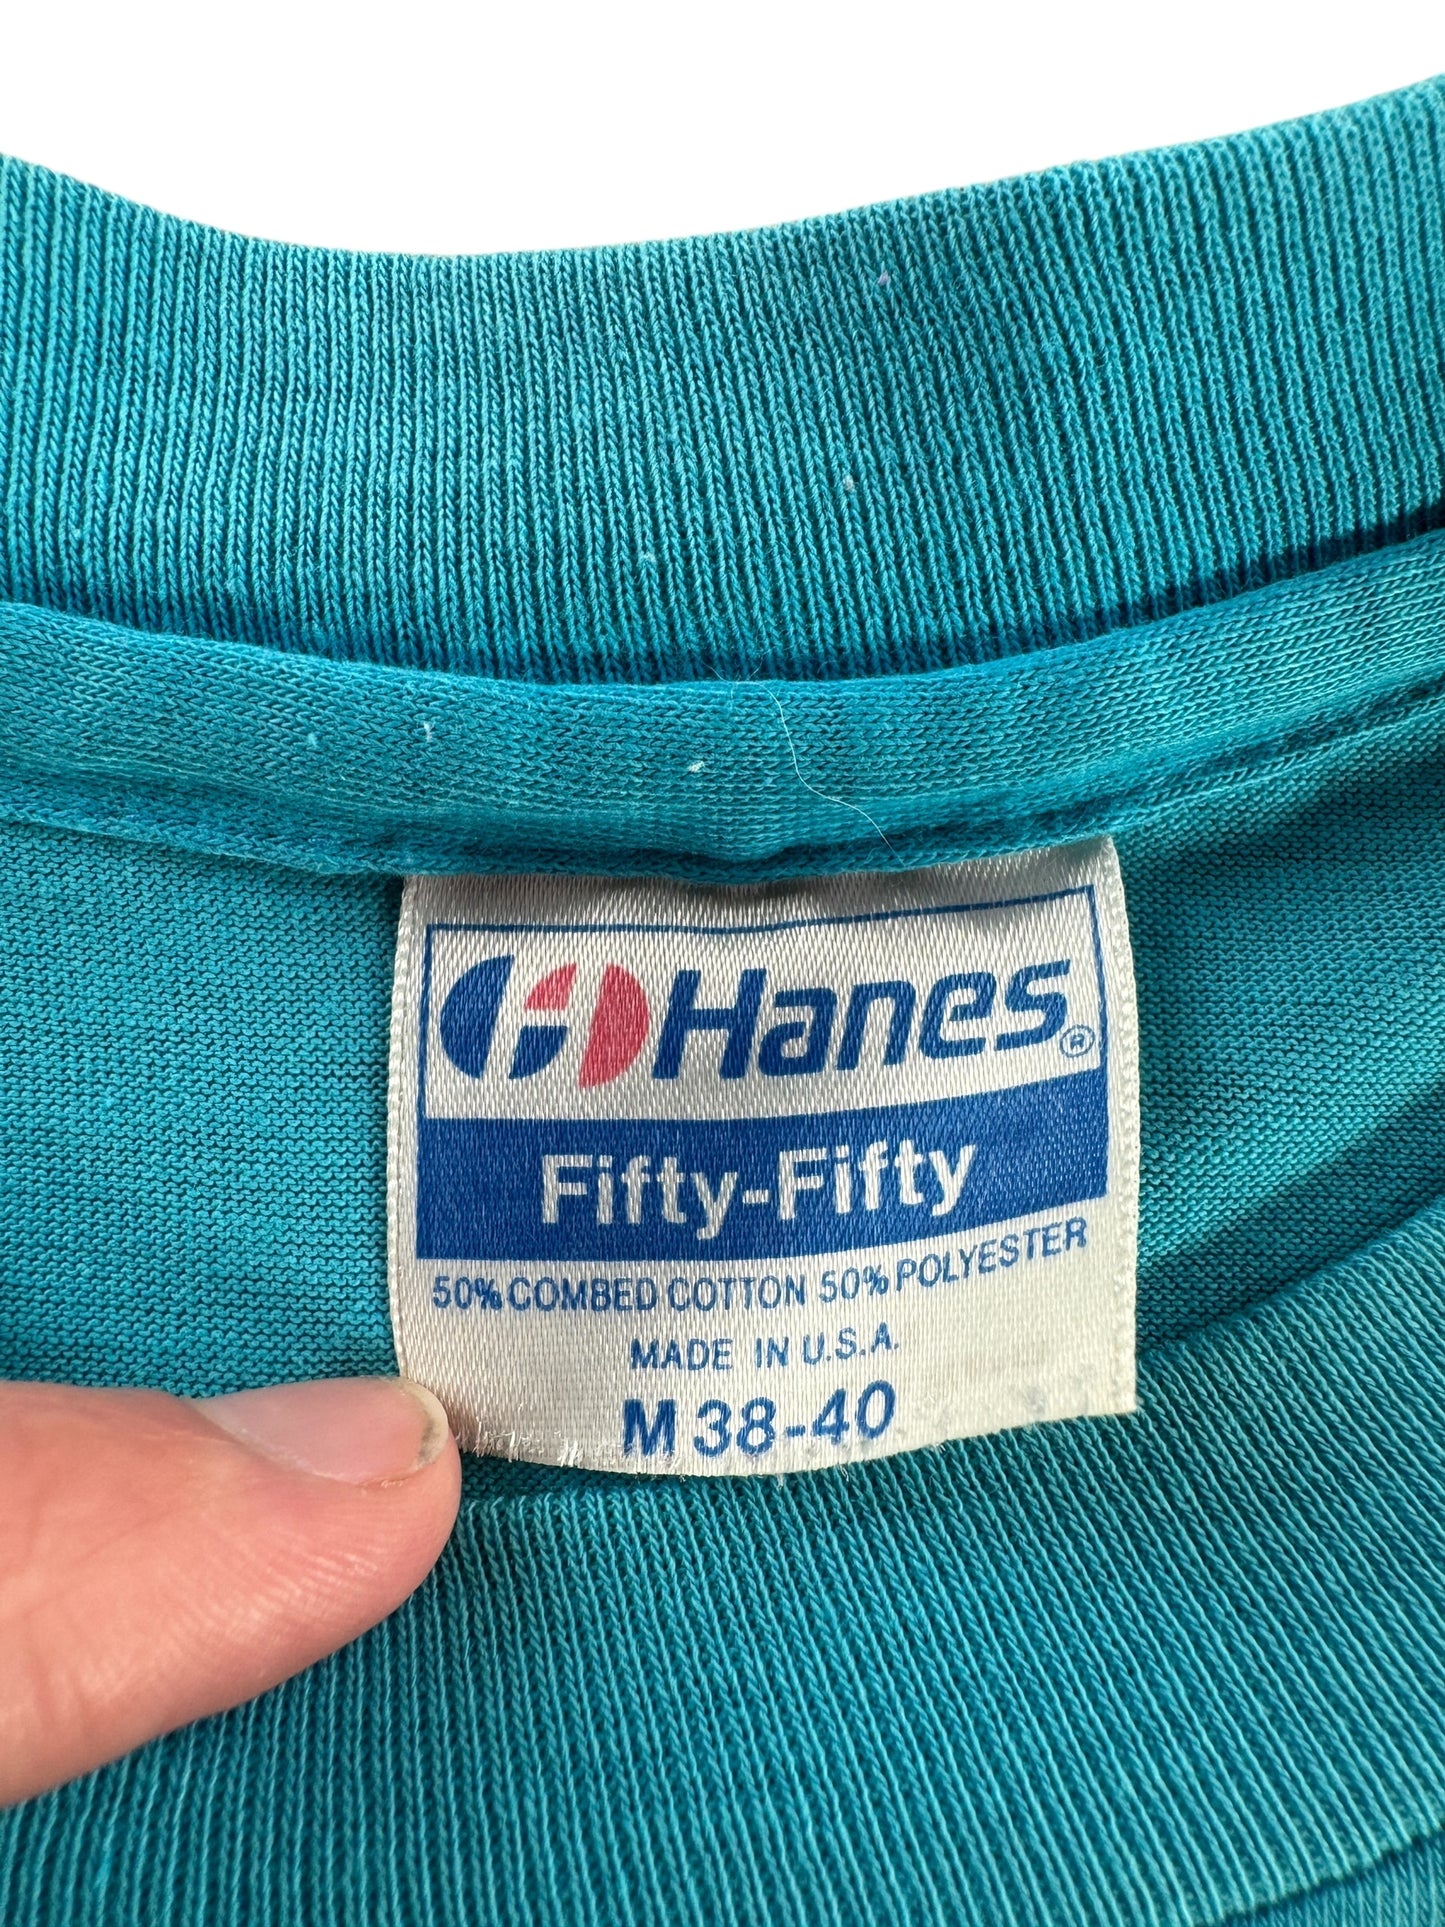 Hanes®
Fifty-Fifty
50% COMBED COTTON 50% POLYESTER
MADE IN U.S.A.
M 38-40